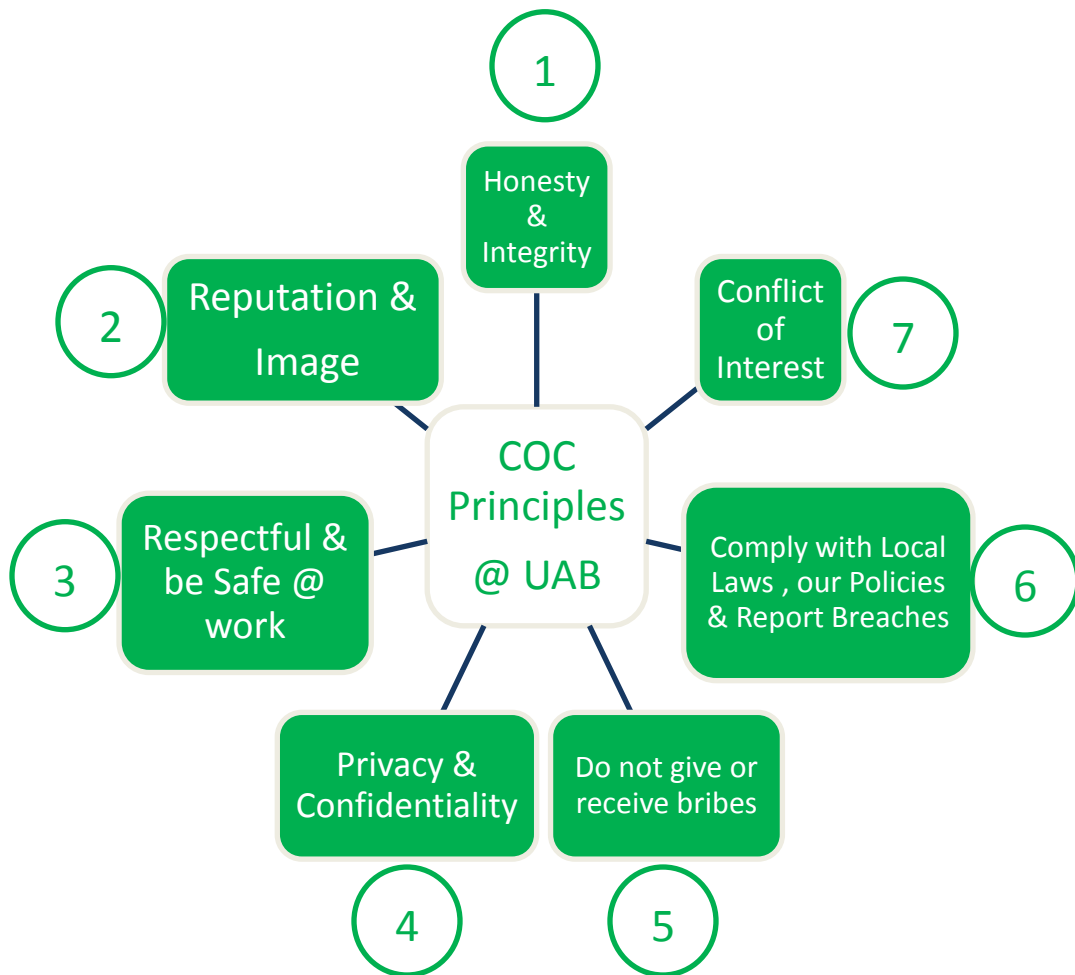 1
Honesty
&
Integrity
2
Reputation &
Image
3
Respectful &
be Safe @
work
4
Privacy &
Confidentiality
5
Do not give or
receive bribes
6
Comply with Local
Laws , our Policies
& Report Breaches
7
Conflict
of
Interest
COC
Principles
@ UAB